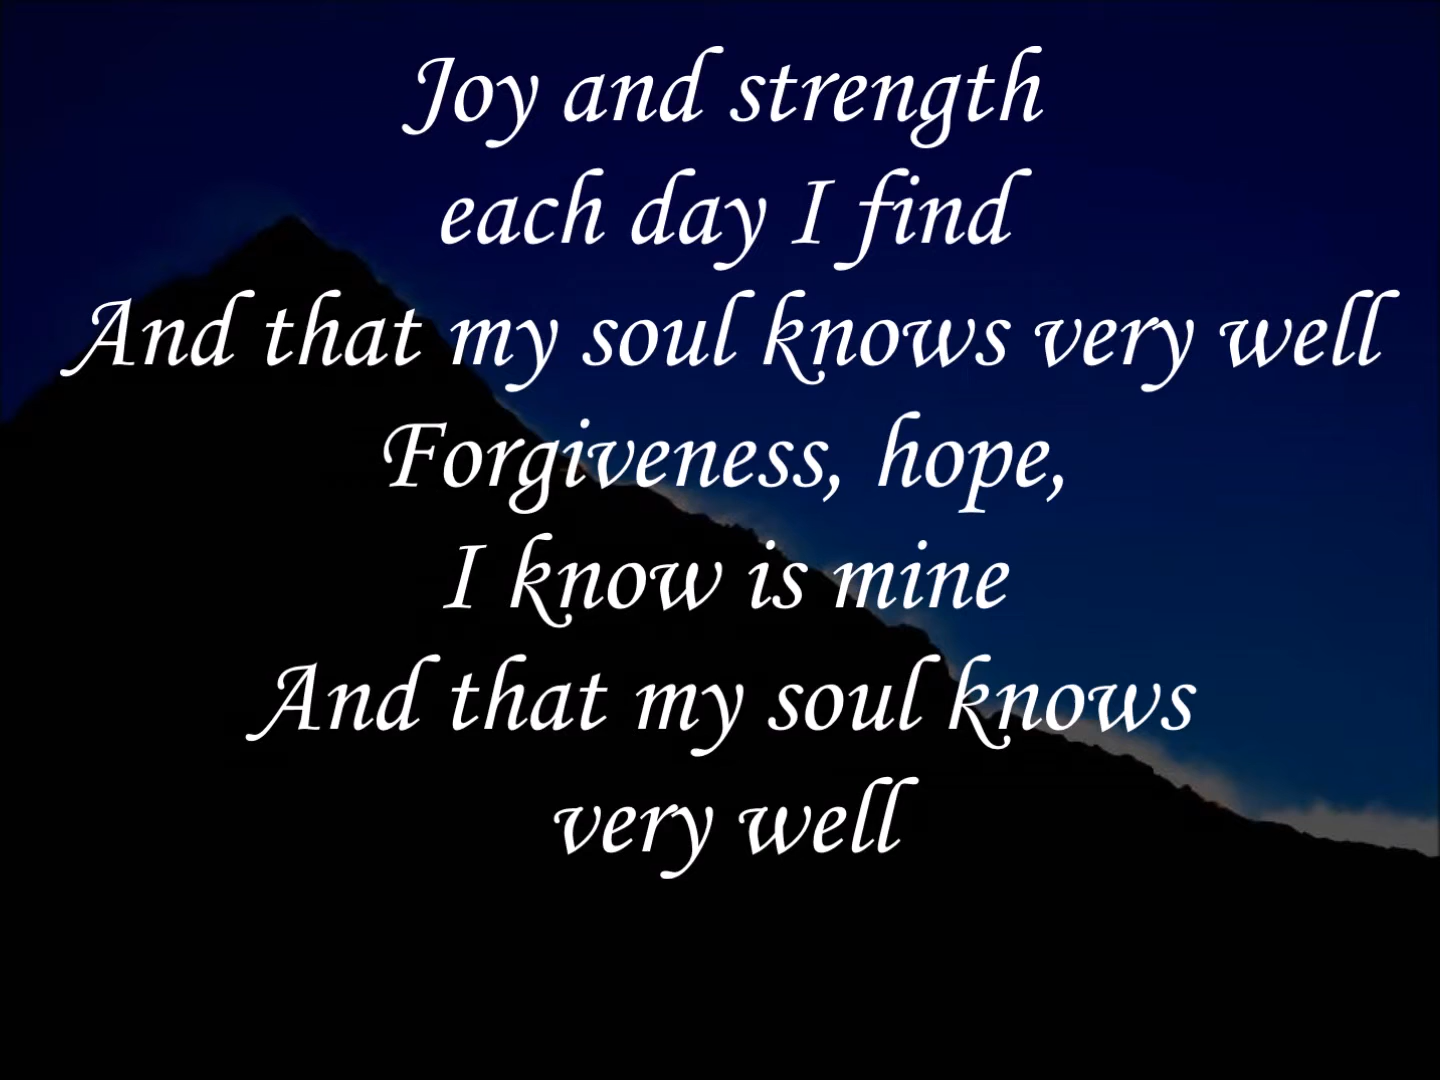 Joy and strength
each day I find
And that my soul knows very well
Forgiveness, hope,
I know is mine
And that my soul knows
very well